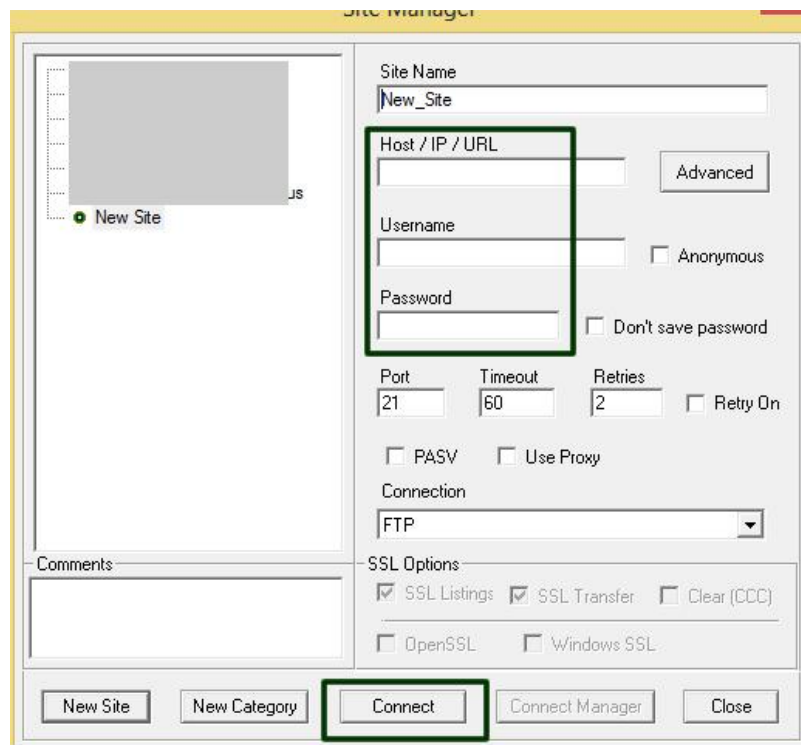 Site Manager
us
New Site
Site Name
New_Site
Host / IP / URL
Advanced
Username
Anonymous
Password
Don't save password
Port Timeout Retries
21 60 2 Retry On
PASV Use Proxy
Connection
FTP
Comments
SSL Options
SSL Listings SSL Transfer Clear (CCC)
OpenSSL Windows SSL
New Site New Category Connect Connect Manager Close